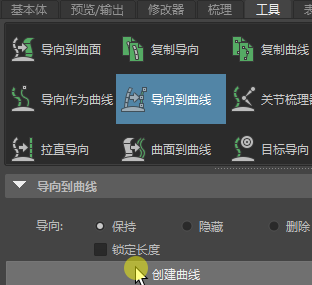 基本体 预览/输出 修改器 梳理 工具
导向到曲面 复制导向 复制曲线
导向作为曲线 导向到曲线 关节梳理器
拉直导向 曲面到曲线 目标导向
导向到曲线
导向: 保持 隐藏 删除
锁定长度
创建曲线